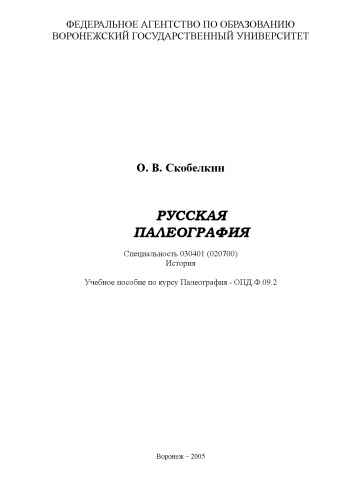 ФЕДЕРАЛЬНОЕ АГЕНТСТВО ПО ОБРАЗОВАНИЮ
ВОРОНЕЖСКИЙ ГОСУДАРСТВЕННЫЙ УНИВЕРСИТЕТ
О. В. Скобелкин
РУССКАЯ
ПАЛЕОГРАФИЯ
Специальность 030401 (020700)
История
Учебное пособие по курсу Палеография - ОПД.Ф.09.2
Воронеж – 2005